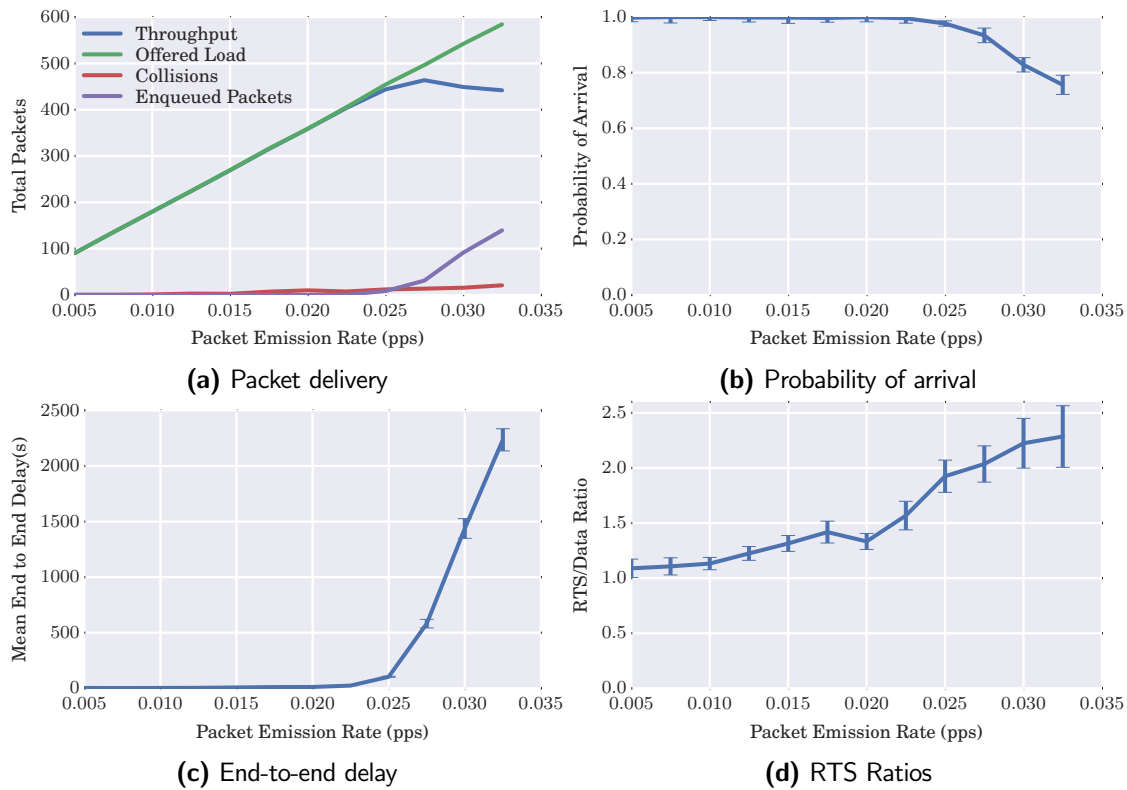 600
500
400
300
200
100
0
Total Packets
Throughput
Offered Load
Collisions
Enqueued Packets
0.005 0.010 0.015 0.020 0.025 0.030 0.035
Packet Emission Rate (pps)
(a) Packet delivery
1.0
0.8
0.6
0.4
0.2
0.0
Probability of Arrival
0.005 0.010 0.015 0.020 0.025 0.030 0.035
Packet Emission Rate (pps)
(b) Probability of arrival
2500
2000
1500
1000
500
0
Mean End to End Delay(s)
0.005 0.010 0.015 0.020 0.025 0.030 0.035
Packet Emission Rate (pps)
(c) End-to-end delay
2.5
2.0
1.5
1.0
0.5
0.0
RTS/Data Ratio
0.005 0.010 0.015 0.020 0.025 0.030 0.035
Packet Emission Rate (pps)
(d) RTS Ratios